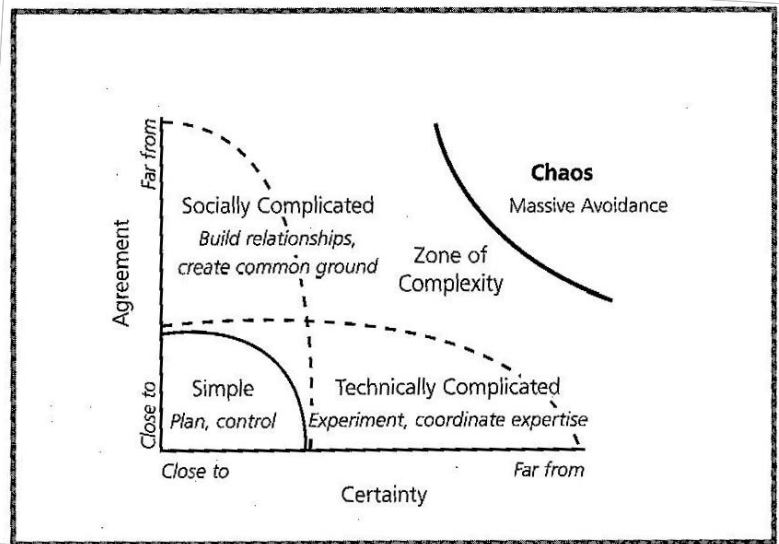 Far from
Agreement
Close to
Socially Complicated
Build relationships,
create common ground
Chaos
Massive Avoidance
Zone of
Complexity
Simple
Plan, control
Technically Complicated
Experiment, coordinate expertise
Close to
Far from
Certainty